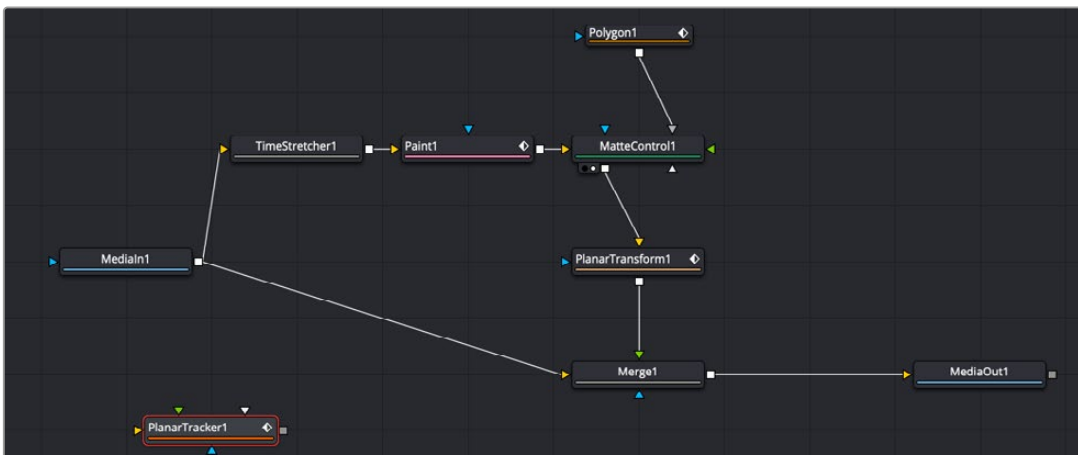 Polygon1
TimeStretcher1
Paint1
MatteControl1
MediaIn1
PlanarTransform1
Merge1
MediaOut1
PlanarTracker1